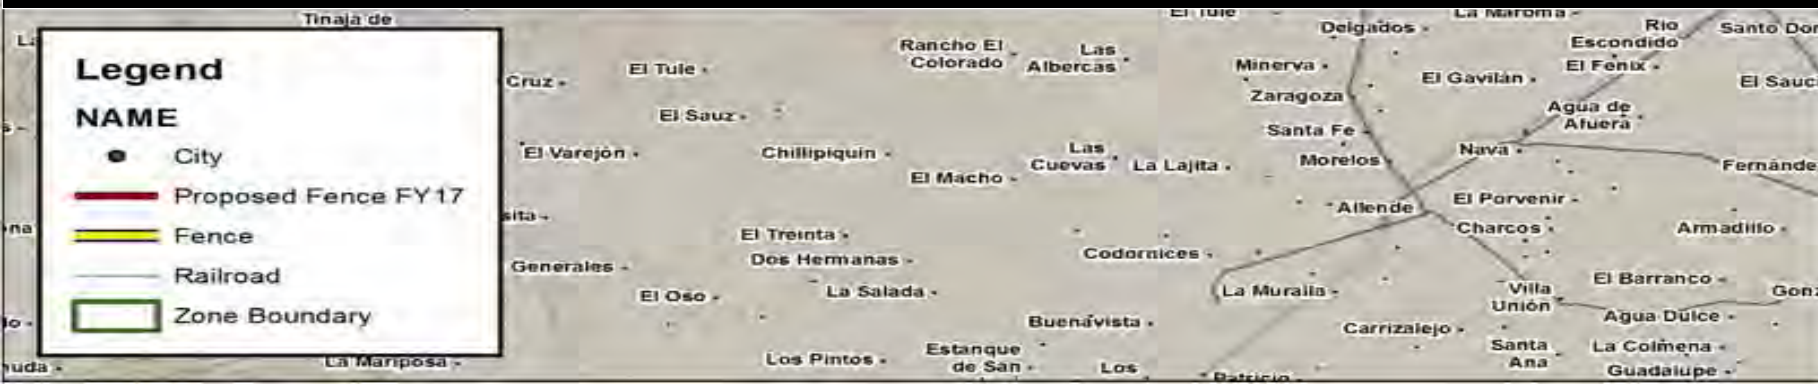 Tinaja de
Legend
NAME
City
Proposed Fence FY17
Fence
Railroad
Zone Boundary
La Mariposa
Cruz
El Tule
Rancho El
Colorado
Las
Albercas
El Sauz
El Varejón
Chillipiquin
El Macho
Las
Cuevas
La Lajita
El Treinta
Dos Hermanas
Generales
El Oso
La Salada
Codornices
Buenavista
Los Pintos
Estanque
de San
Los
El Tule
Delgados
La Maroma
Rio
Escondido
Minerva
El Gavilán
El Fenix
Zaragoza
Agua de
Afuera
Santa Fe
Morelos
Nava
Allende
El Porvenir
Charcos
Armadillo
La Muralla
Villa
Unión
El Barranco
Carrizalejo
Agua Dulce
Santa
Ana
La Colmena
Guadalupe
Patricio